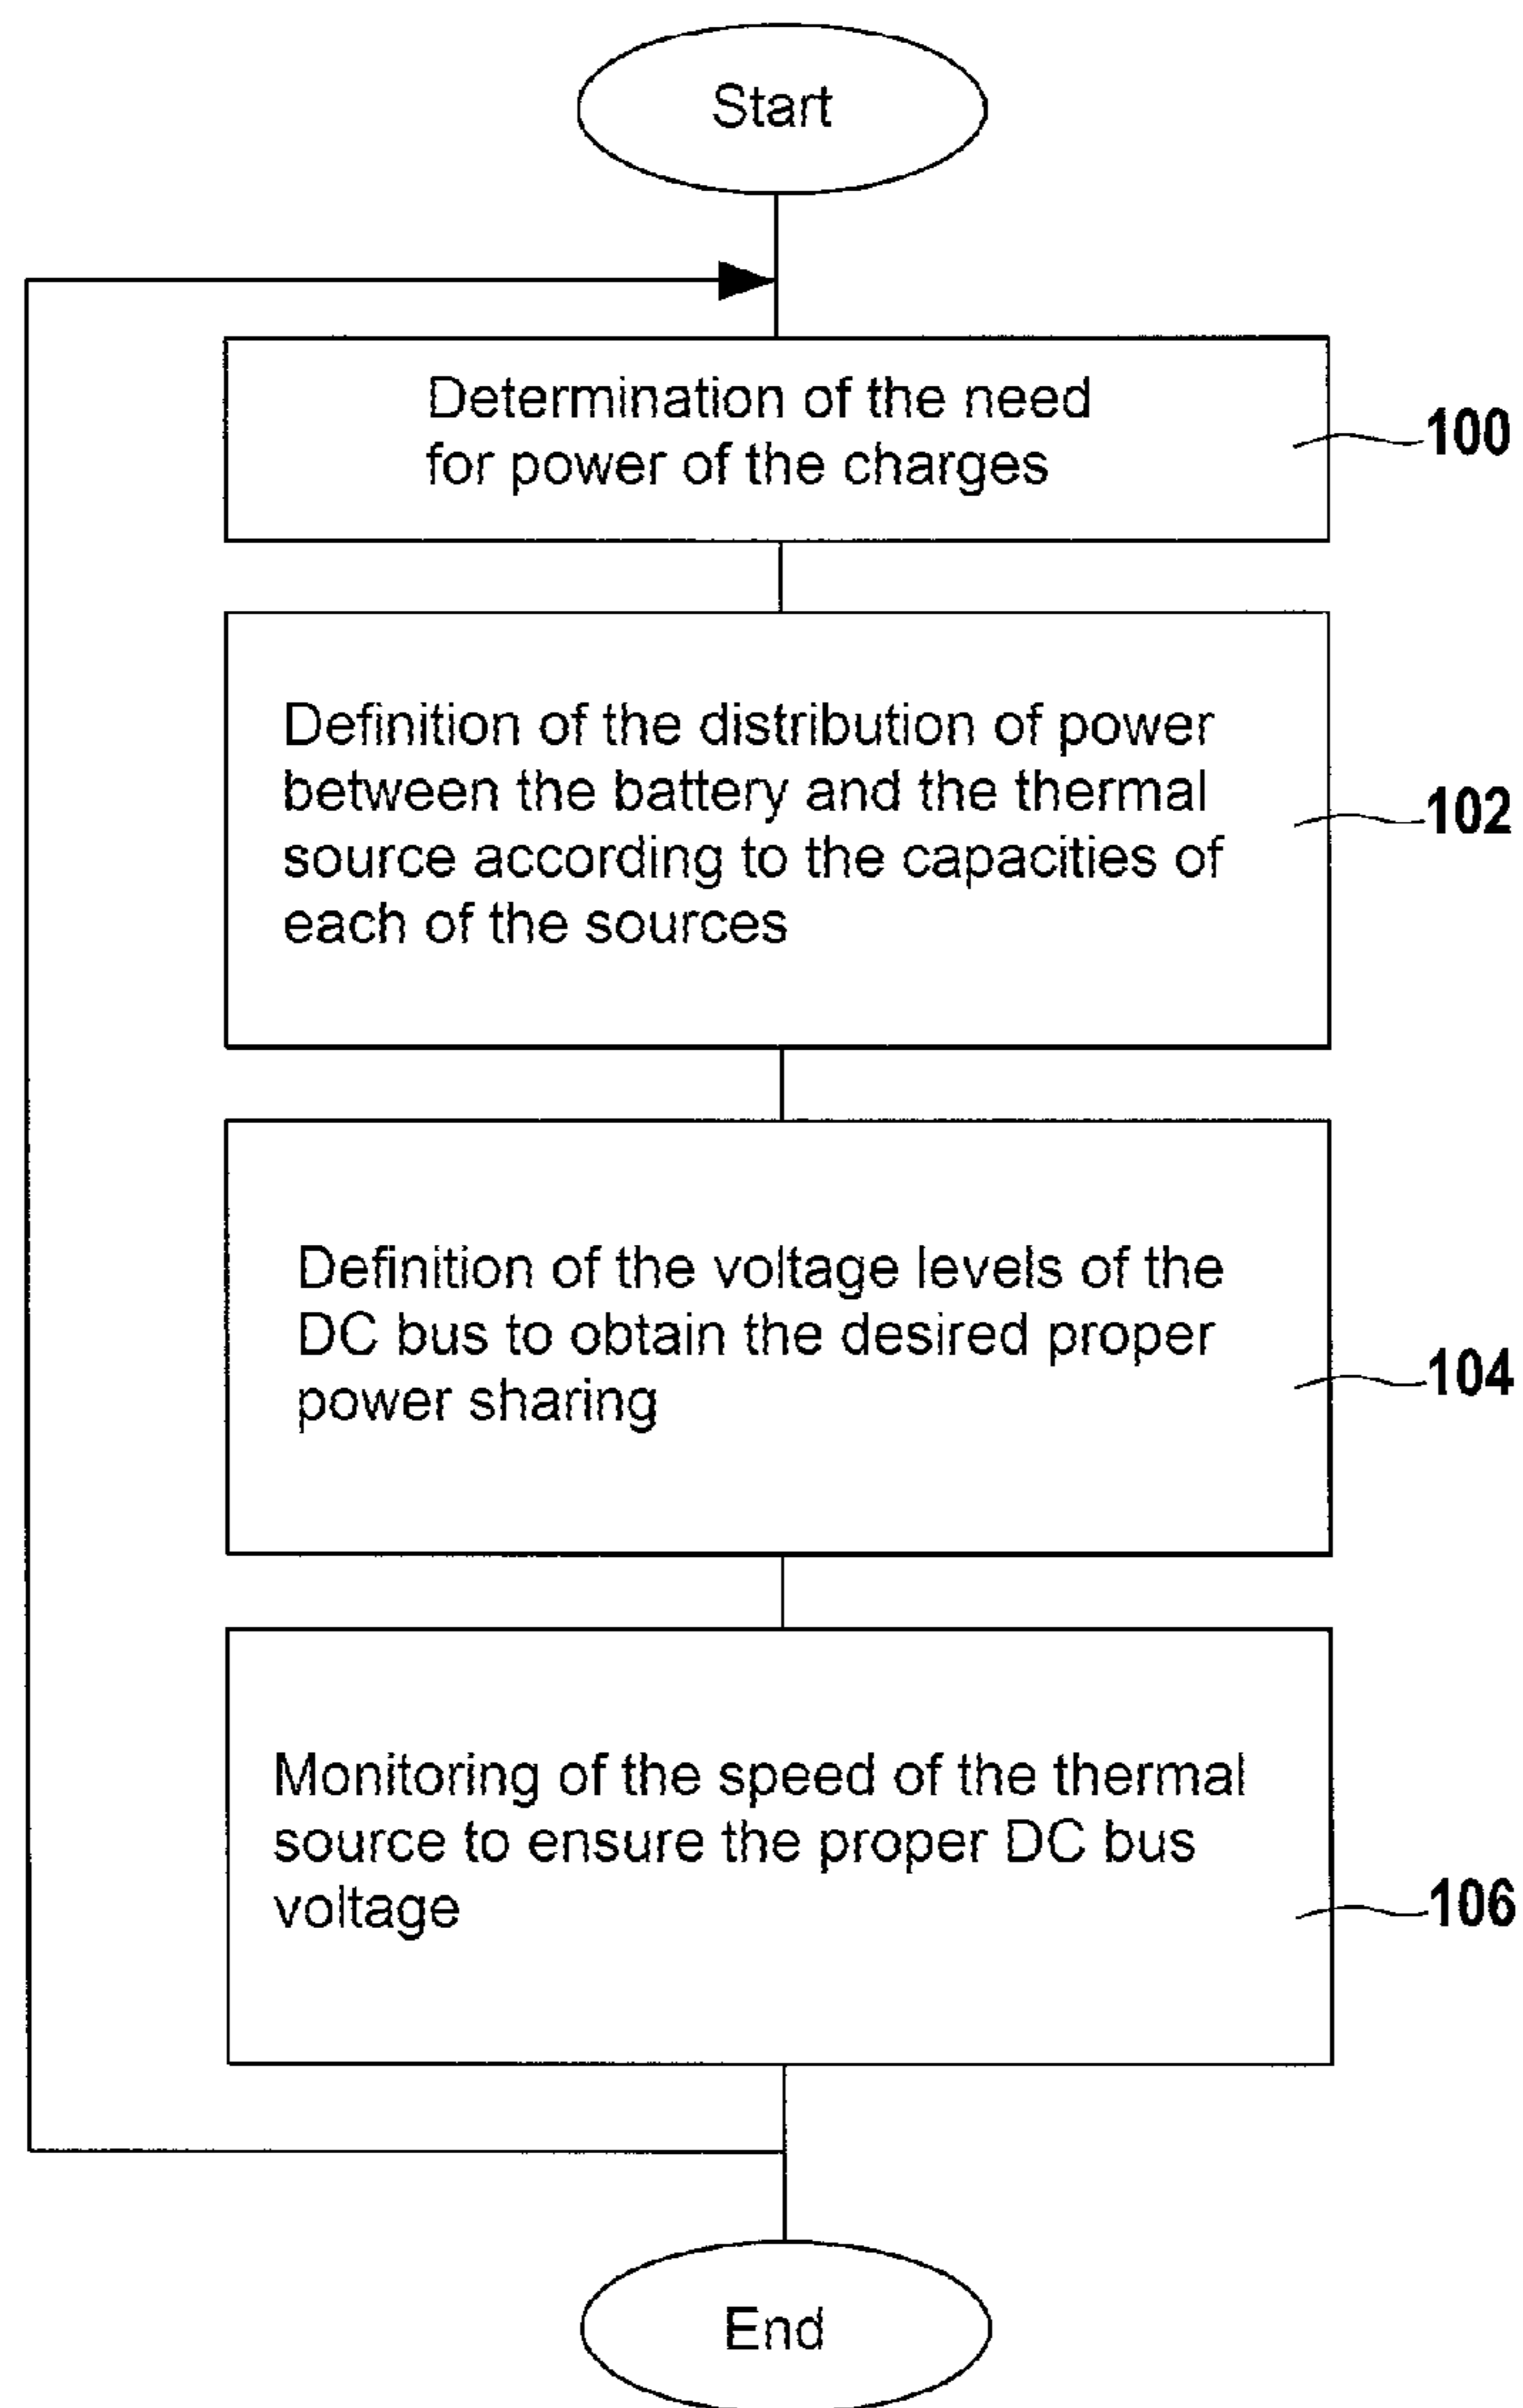 Start
Determination of the need
for power of the charges
100
Definition of the distribution of power
between the battery and the thermal
source according to the capacities of
each of the sources
102
Definition of the voltage levels of the
DC bus to obtain the desired proper
power sharing
104
Monitoring of the speed of the thermal
source to ensure the proper DC bus
voltage
106
End